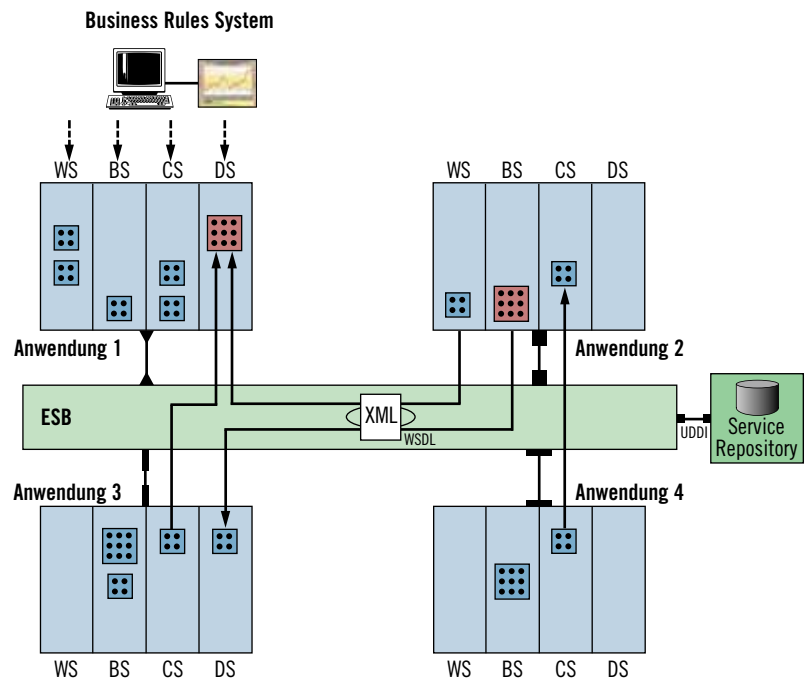 Business Rules System
WS BS CS DS
WS BS CS DS
Anwendung 1
Anwendung 2
ESB
XML
WSDL
UDDI
Service
Repository
Anwendung 3
Anwendung 4
WS BS CS DS
WS BS CS DS